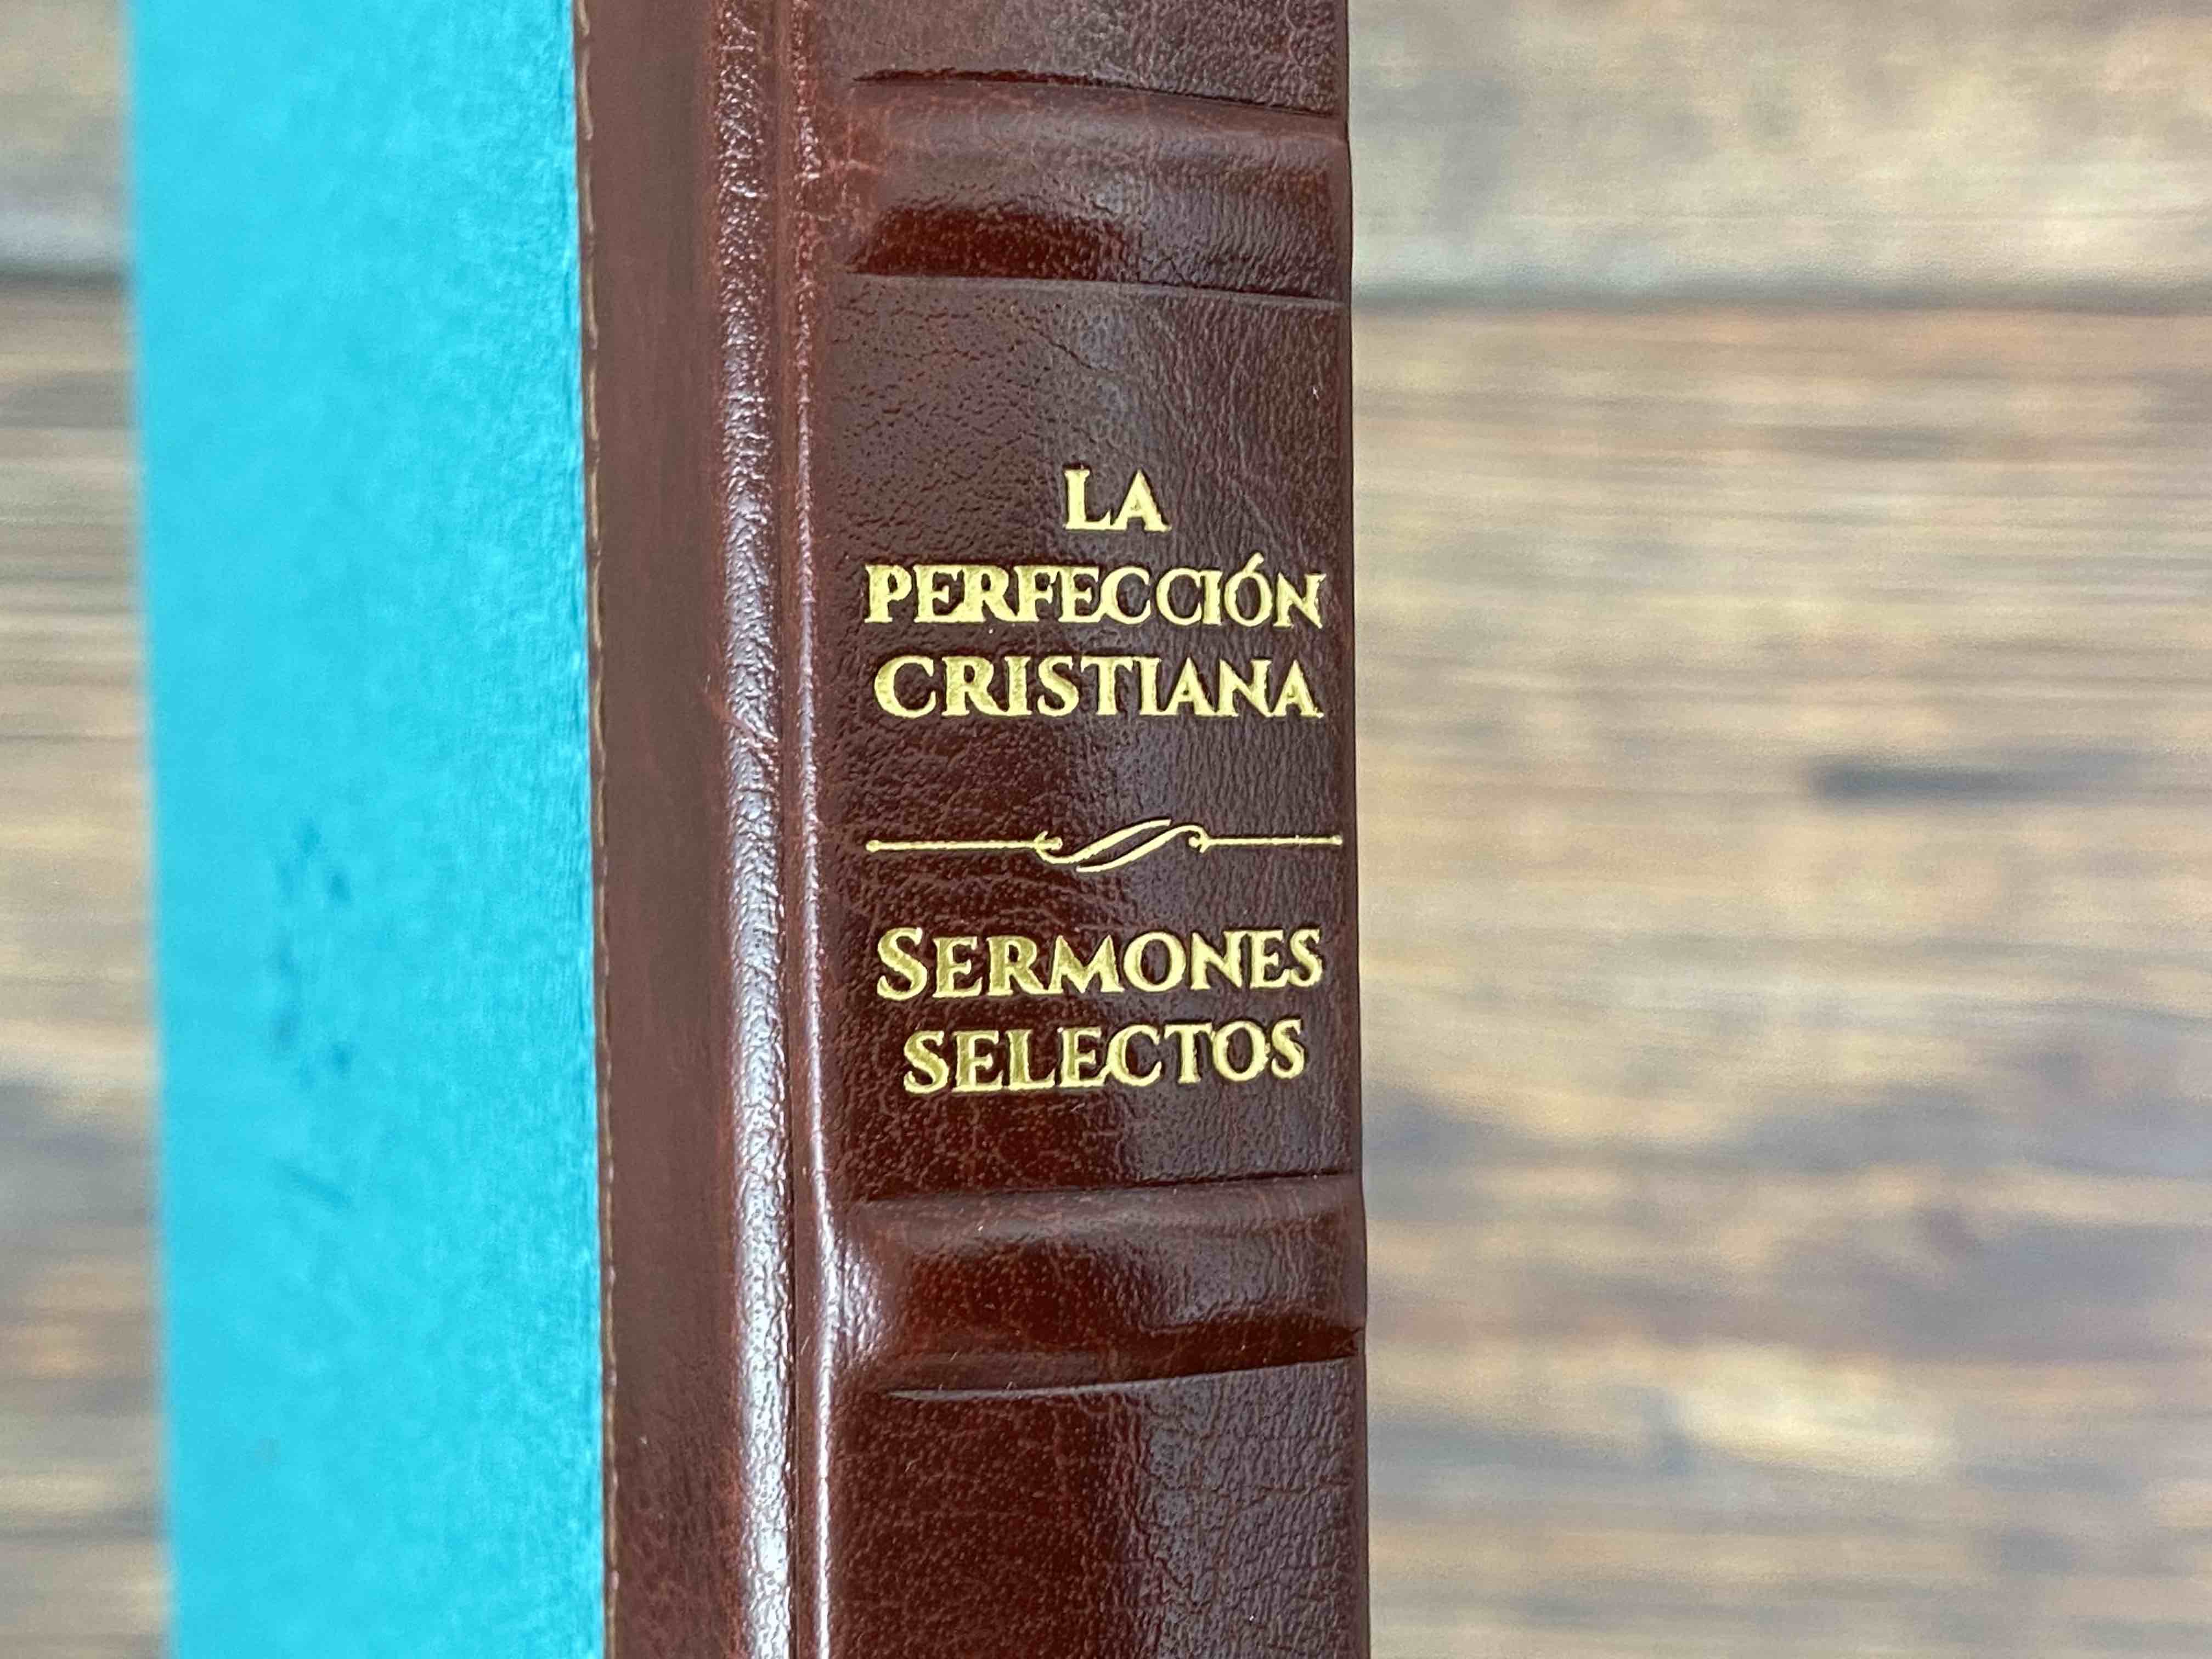 LA
PERFECCIÓN
CRISTIANA
SERMONES
SELECTOS